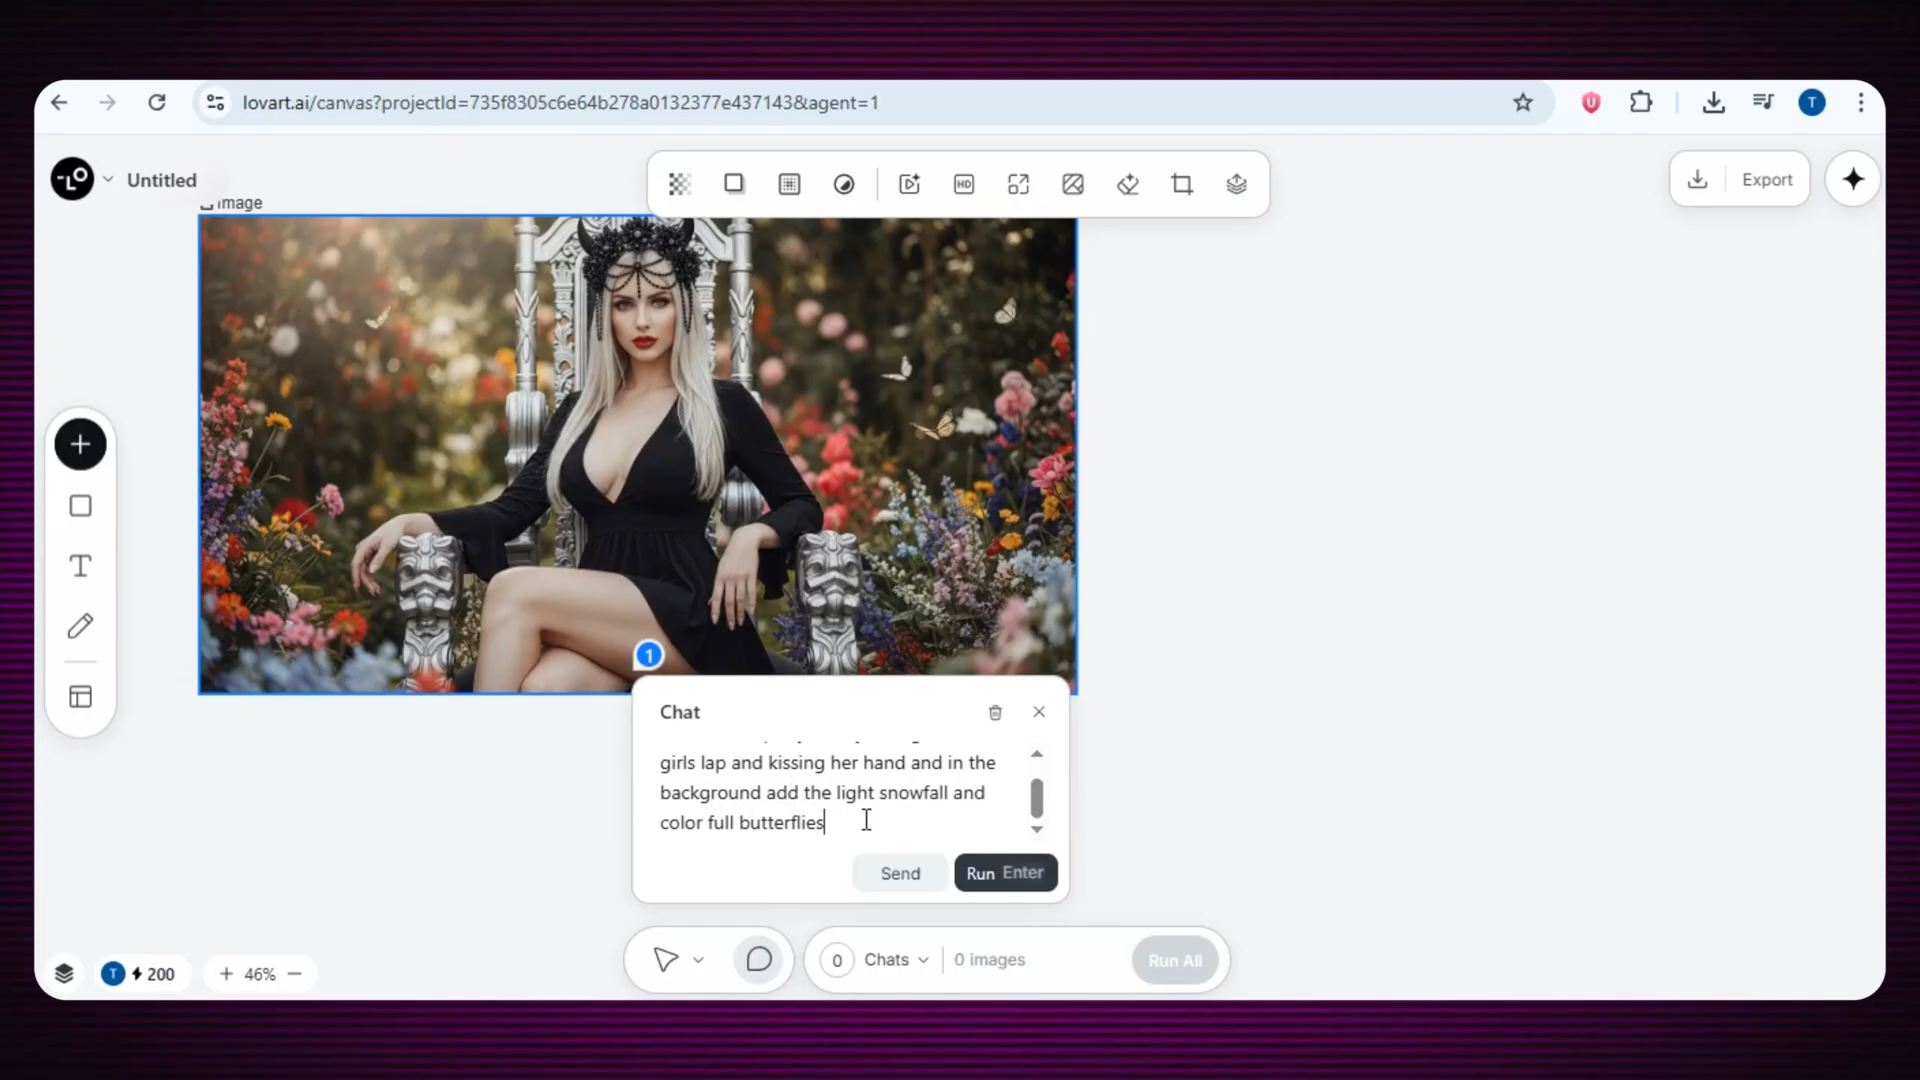 lovart.ai/canvas?projectId=735f8305c6e64b278a0132377e437143&agent=1
U
T
-LO
Untitled
HD
Export
Image
T
1
Chat
girls lap and kissing her hand and in the
background add the light snowfall and
color full butterflies
Send
Run Enter
T 200
+ 46% −
0 Chats
0 images
Run All